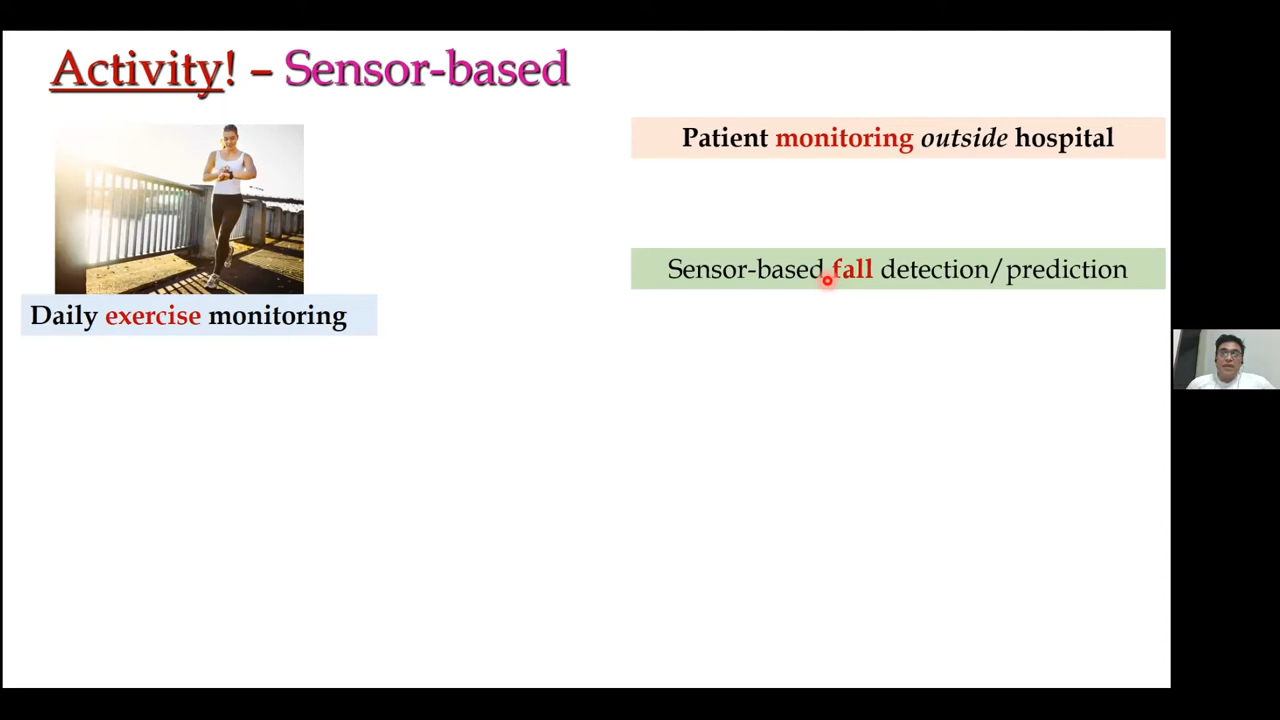 Activity! – Sensor-based
Patient monitoring outside hospital
Sensor-based fall detection/prediction
Daily exercise monitoring